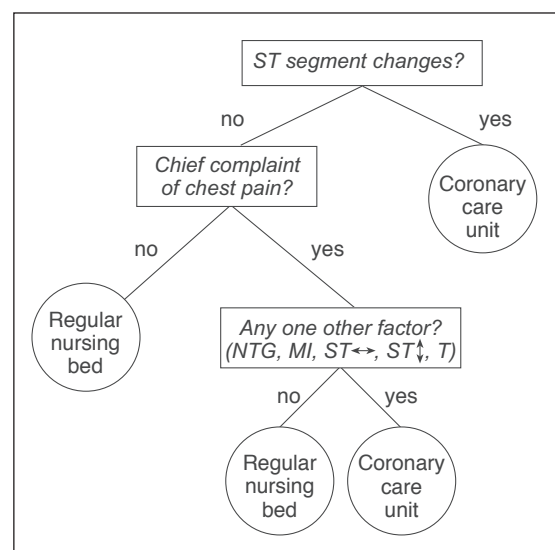 ST segment changes?
no
yes
Chief complaint
of chest pain?
Coronary
care
unit
no
yes
Regular
nursing
bed
Any one other factor?
(NTG, MI, ST↔, ST↕, T)
no
yes
Regular
nursing
bed
Coronary
care
unit